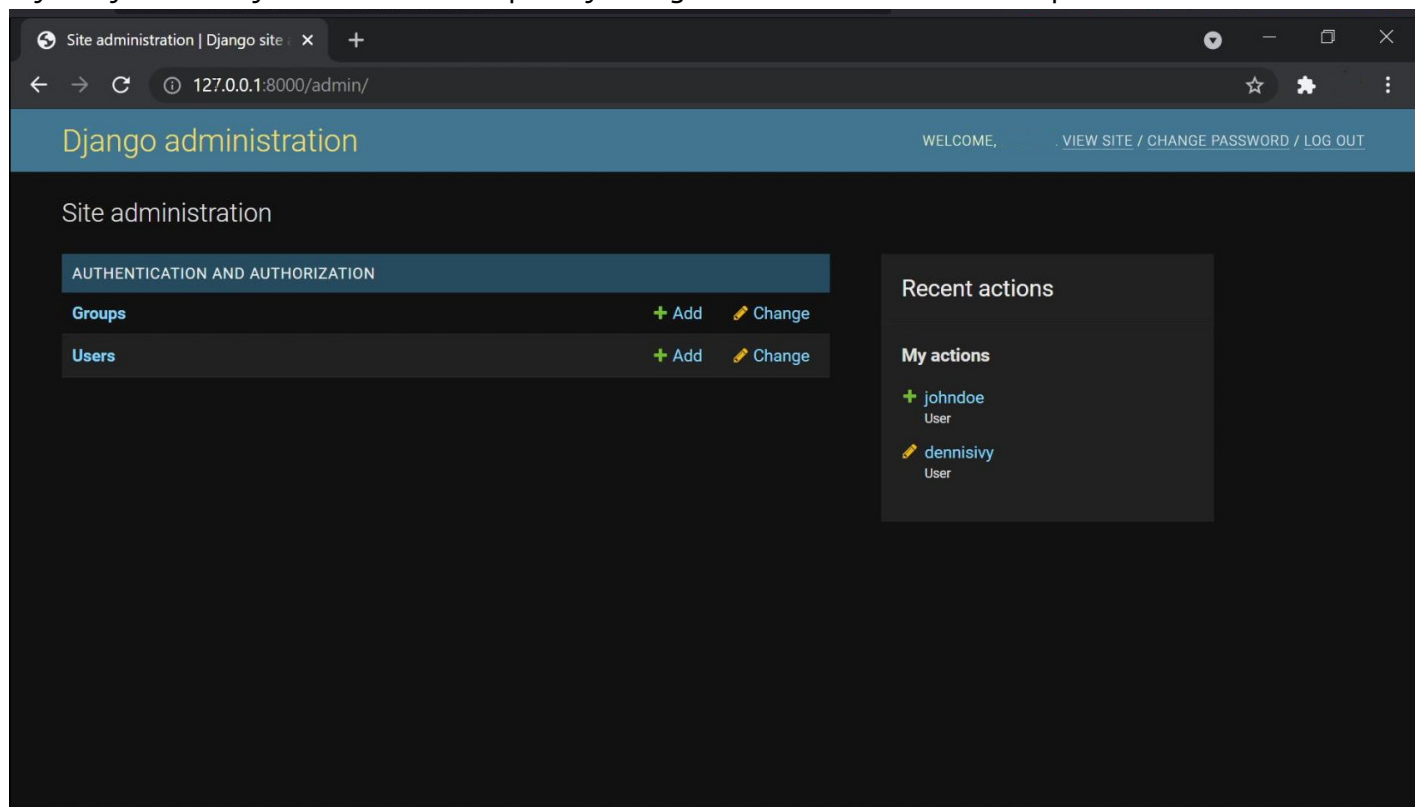 Site administration | Django site
127.0.0.1:8000/admin/
Django administration
WELCOME, . VIEW SITE / CHANGE PASSWORD / LOG OUT
Site administration
AUTHENTICATION AND AUTHORIZATION
Groups + Add Change
Users + Add Change
Recent actions
My actions
+ johndoe
User
dennisivy
User